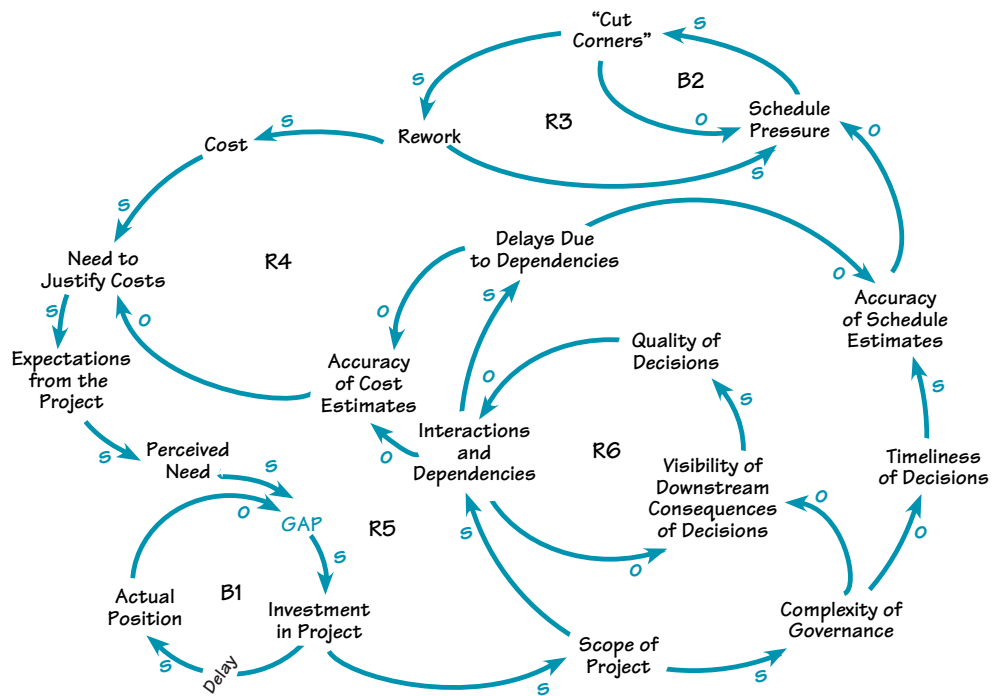 “Cut
Corners”
S
S
B2
O
Schedule
Pressure
R3
S
Rework
O
S
Cost
S
Delays Due
to Dependencies
S
Need to
Justify Costs
R4
S
O
O
O
S
Accuracy
of Schedule
Estimates
Expectations
from the
Project
Accuracy
of Cost
Estimates
Quality of
Decisions
O
S
S
Interactions
and
Dependencies
O
R6
Perceived
Need
S
S
Visibility of
Downstream
Consequences
of Decisions
Timeliness
of Decisions
O
O
GAP
R5
S
O
O
S
Actual
Position
B1
Investment
in Project
Complexity of
Governance
S
Delay
S
Scope of
Project
S